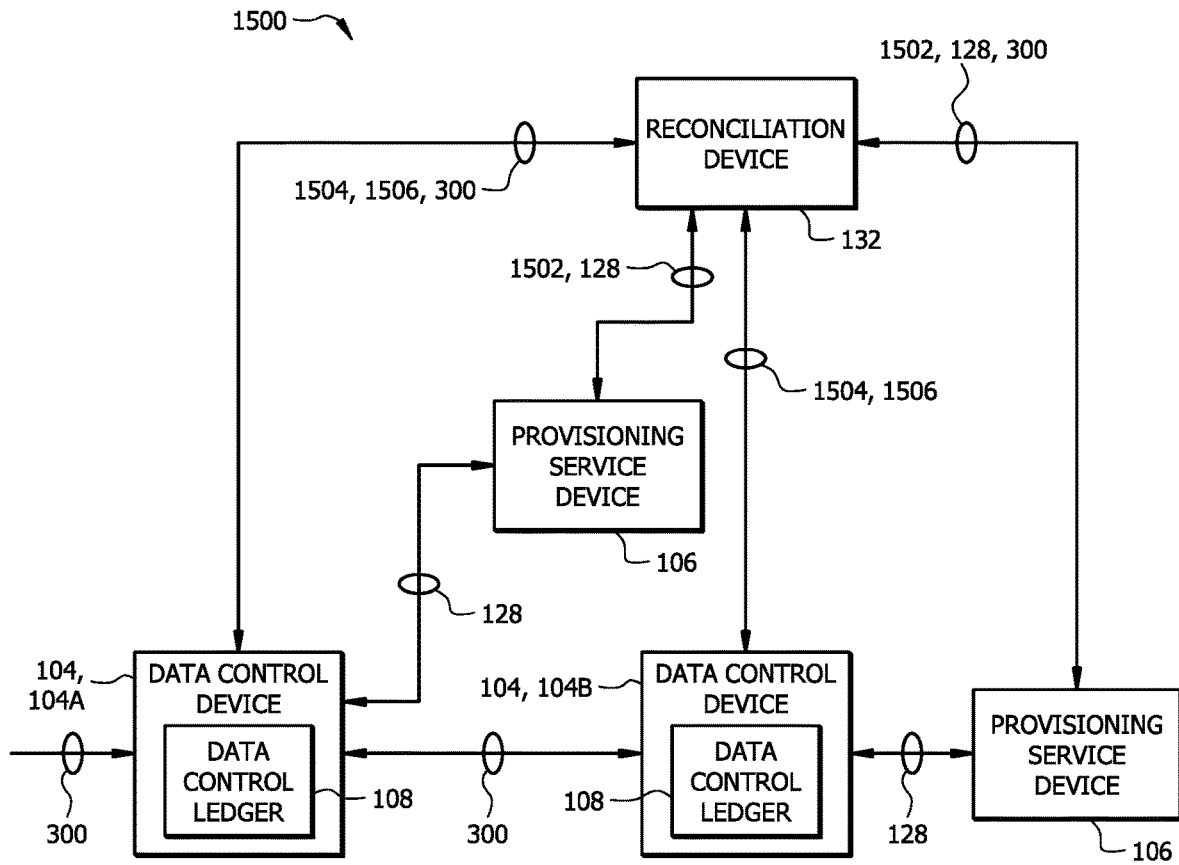 1500
1502, 128, 300
RECONCILIATION
DEVICE
1504, 1506, 300
132
1502, 128
1504, 1506
PROVISIONING
SERVICE
DEVICE
106
128
104,
104A
DATA CONTROL
DEVICE
DATA
CONTROL
LEDGER
108
300
300
104, 104B
DATA CONTROL
DEVICE
DATA
CONTROL
LEDGER
108
128
PROVISIONING
SERVICE
DEVICE
106